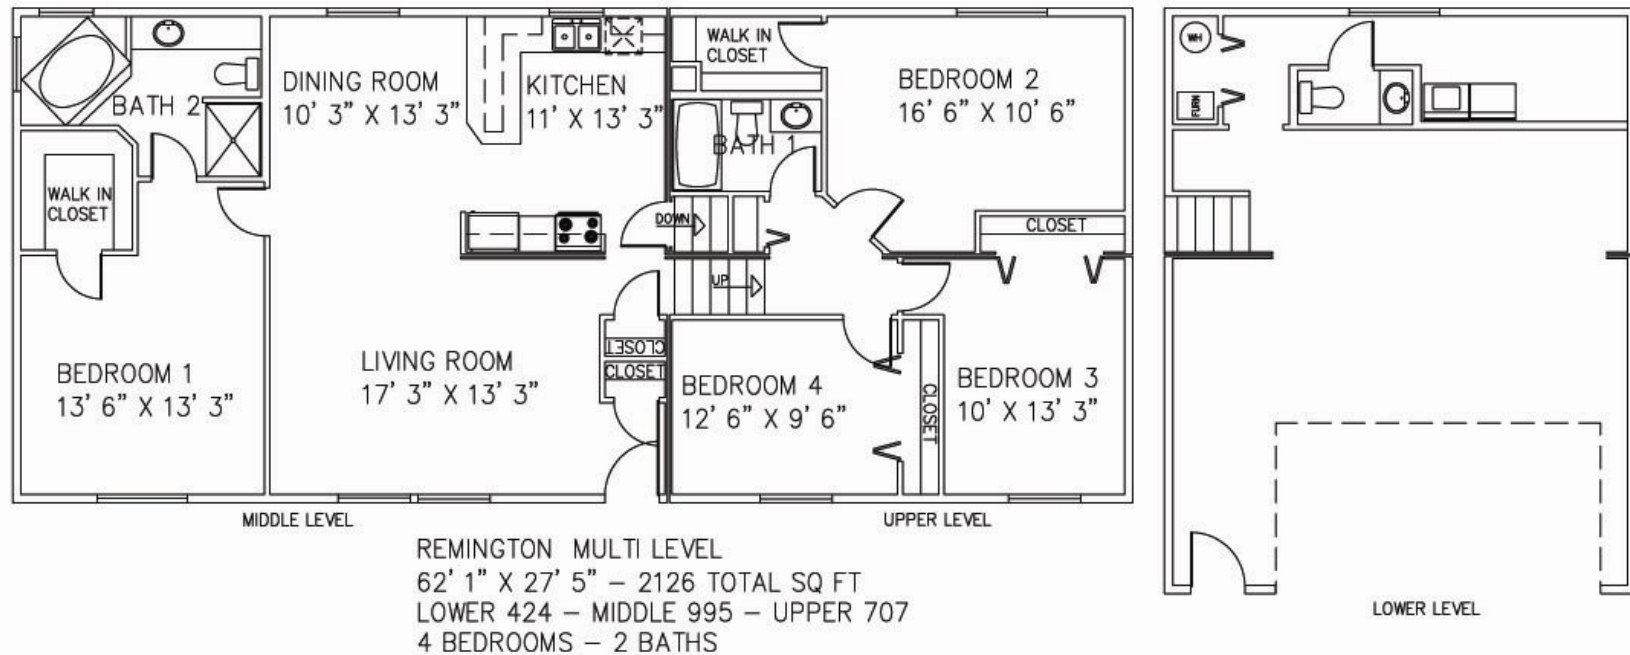 BATH 2
WALK IN
CLOSET
BEDROOM 1
13' 6" X 13' 3"
DINING ROOM
10' 3" X 13' 3"
KITCHEN
11' X 13' 3"
LIVING ROOM
17' 3" X 13' 3"
CLOSET
CLOSET
DOWN
UP
WALK IN
CLOSET
BATH 1
BEDROOM 2
16' 6" X 10' 6"
CLOSET
BEDROOM 4
12' 6" X 9' 6"
CLOSET
BEDROOM 3
10' X 13' 3"
WH
FURN
MIDDLE LEVEL
UPPER LEVEL
LOWER LEVEL
REMINGTON MULTI LEVEL
62' 1" X 27' 5" – 2126 TOTAL SQ FT
LOWER 424 – MIDDLE 995 – UPPER 707
4 BEDROOMS – 2 BATHS